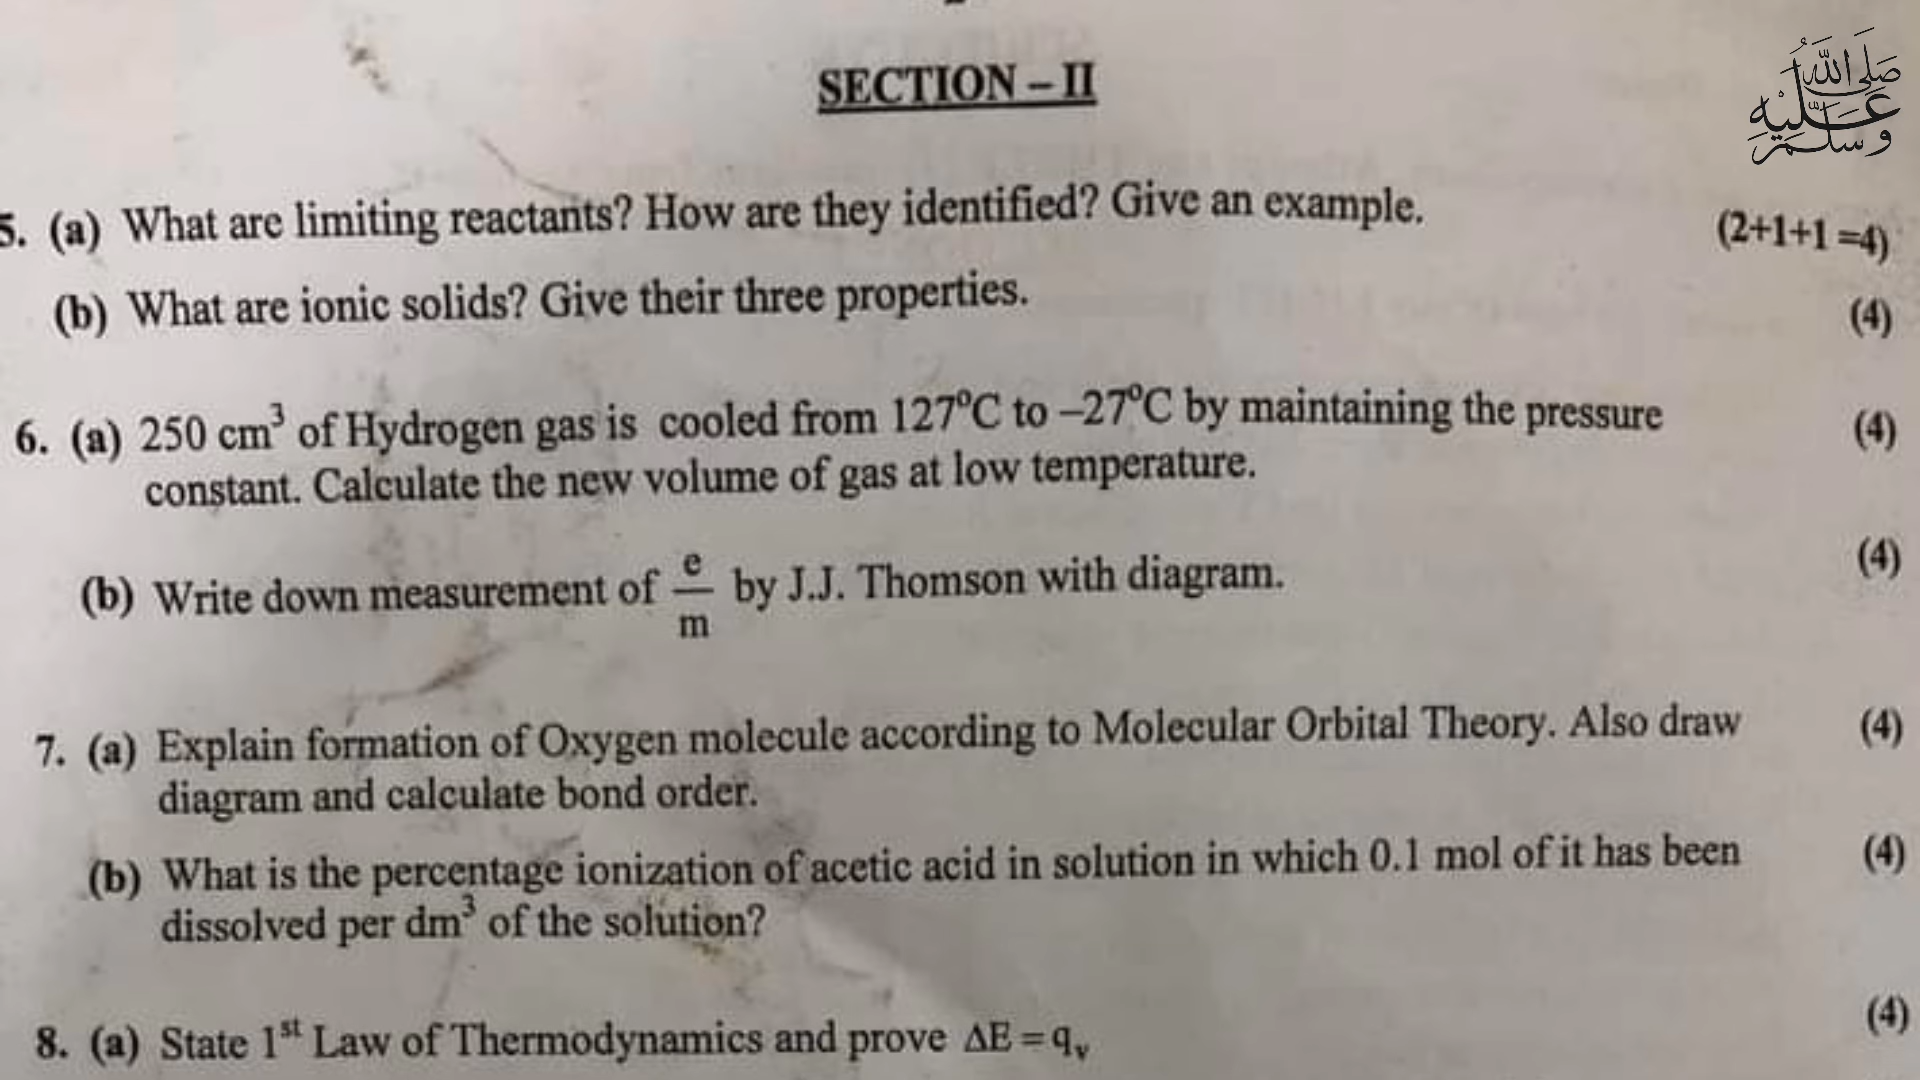 SECTION – II
صلى الله عليه وسلم
5. (a) What are limiting reactants? How are they identified? Give an example. (2+1+1 =4)
(b) What are ionic solids? Give their three properties. (4)
6. (a) 250 cm³ of Hydrogen gas is cooled from 127⁰C to –27⁰C by maintaining the pressure (4)
constant. Calculate the new volume of gas at low temperature.
(b) Write down measurement of e/m by J.J. Thomson with diagram. (4)
7. (a) Explain formation of Oxygen molecule according to Molecular Orbital Theory. Also draw (4)
diagram and calculate bond order.
(b) What is the percentage ionization of acetic acid in solution in which 0.1 mol of it has been (4)
dissolved per dm³ of the solution?
8. (a) State 1ˢᵗ Law of Thermodynamics and prove ΔE = qᵥ (4)